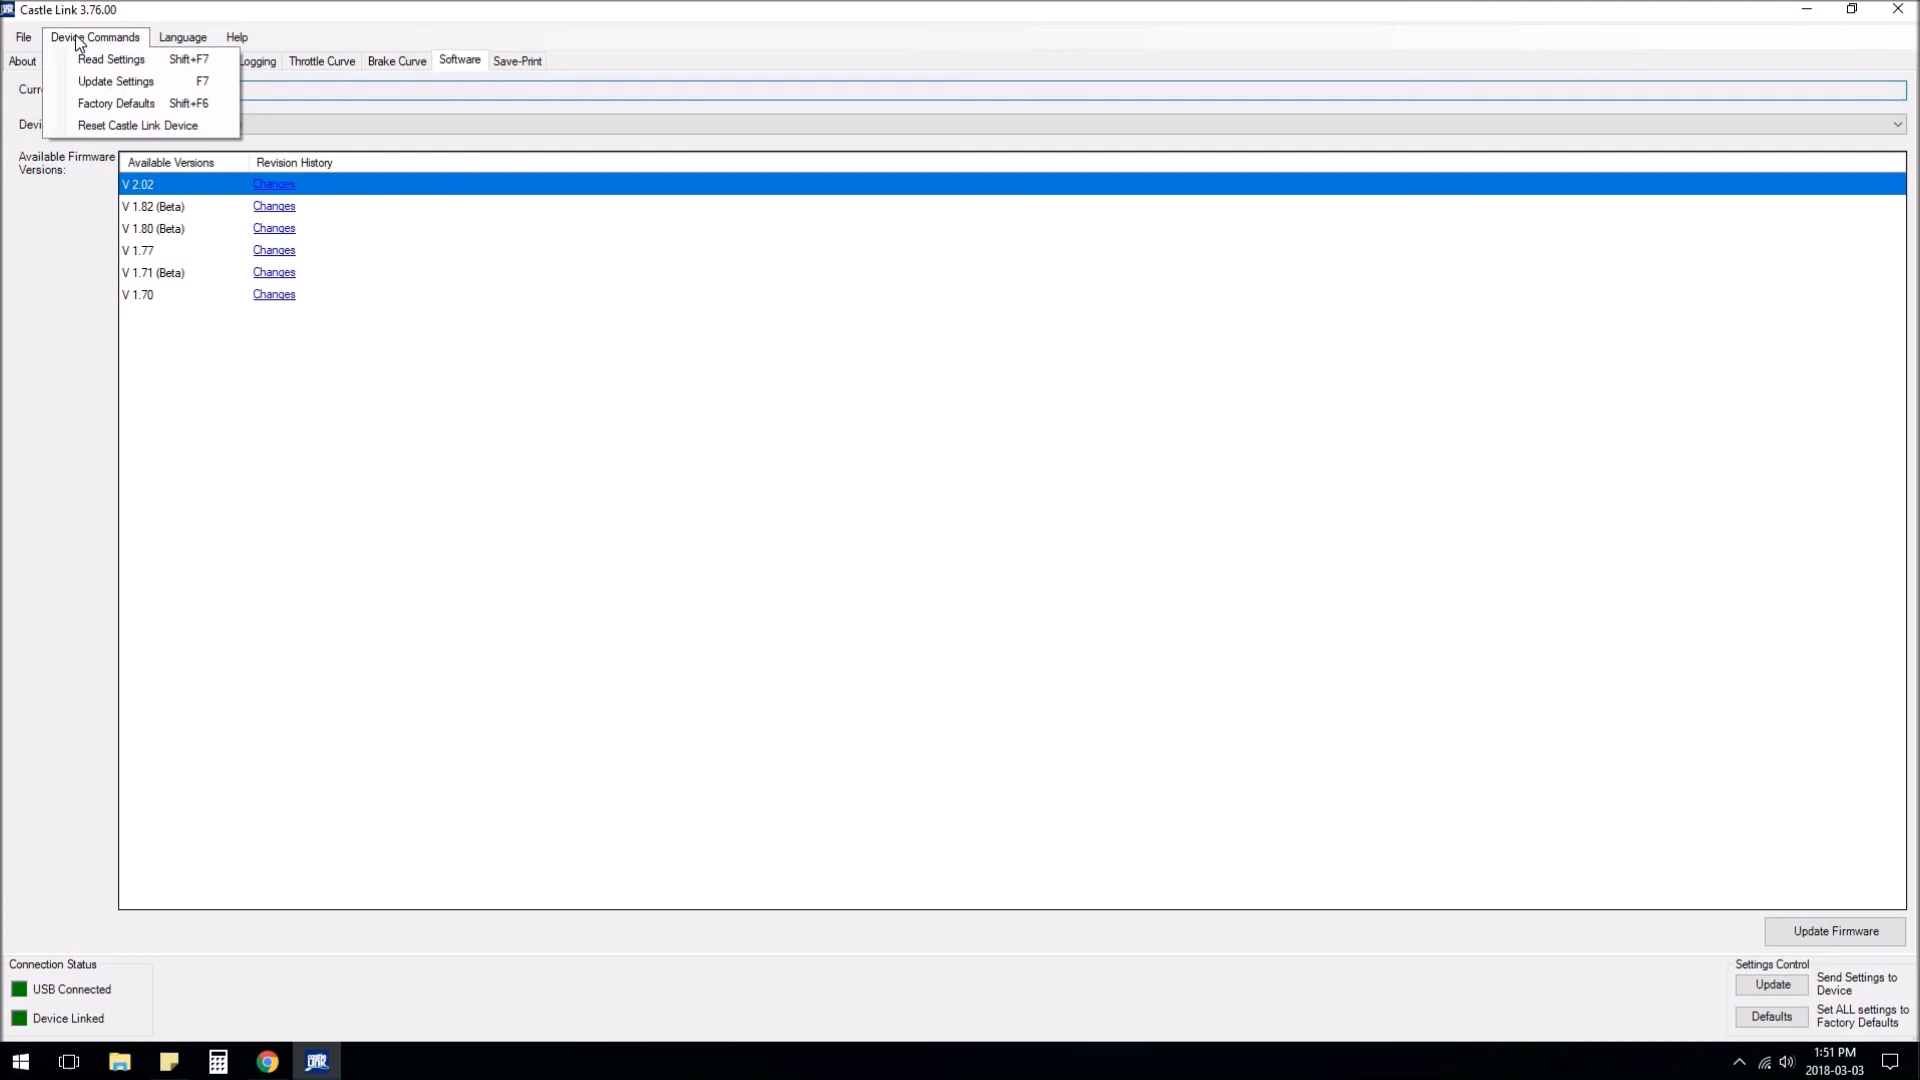 Castle Link 3.76.00
File Device Commands Language Help
Read Settings Shift+F7
Update Settings F7
Factory Defaults Shift+F6
Reset Castle Link Device
About Logging Throttle Curve Brake Curve Software Save-Print
Curre
Devi
Available Firmware
Versions:
Available Versions Revision History
V 2.02 Changes
V 1.82 (Beta) Changes
V 1.80 (Beta) Changes
V 1.77 Changes
V 1.71 (Beta) Changes
V 1.70 Changes
Update Firmware
Connection Status
USB Connected
Device Linked
Settings Control
Update
Send Settings to
Device
Defaults
Set ALL settings to
Factory Defaults
castle
LINK
1:51 PM
2018-03-03